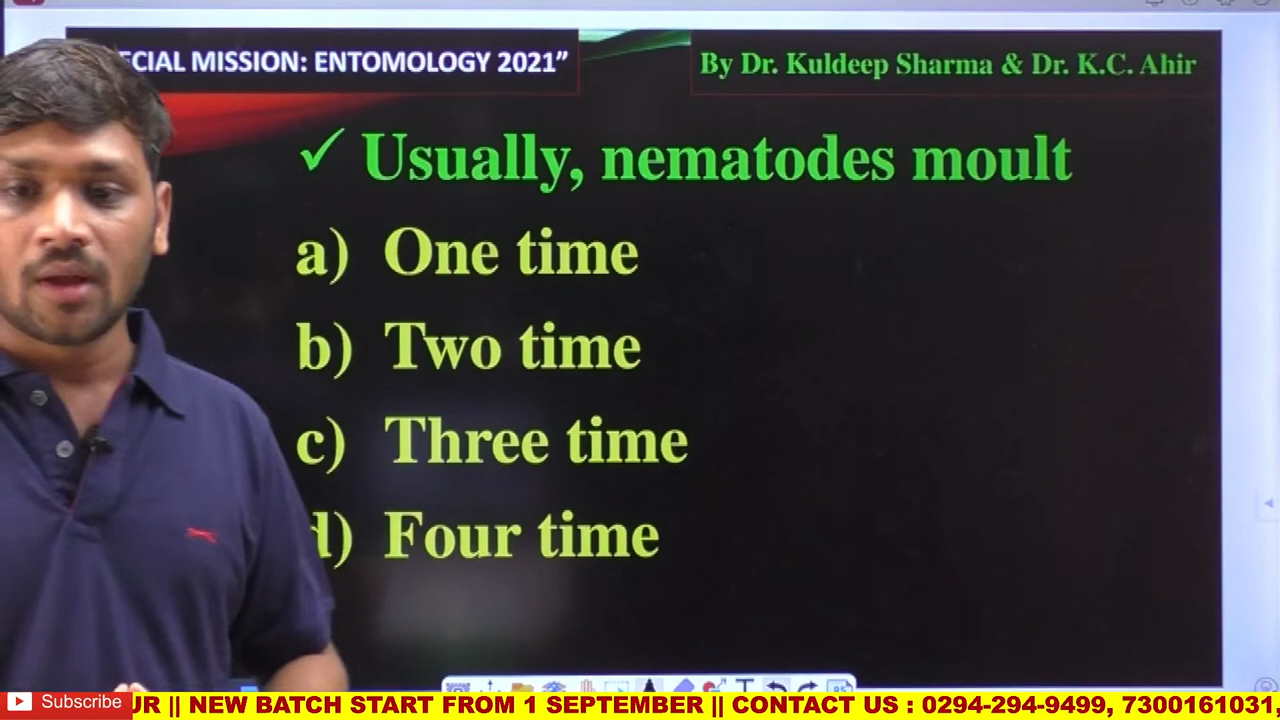 ECIAL MISSION: ENTOMOLOGY 2021”
By Dr. Kuldeep Sharma & Dr. K.C. Ahir
✓ Usually, nematodes moult
a) One time
b) Two time
c) Three time
d) Four time
Subscribe
UR || NEW BATCH START FROM 1 SEPTEMBER || CONTACT US : 0294-294-9499, 7300161031,